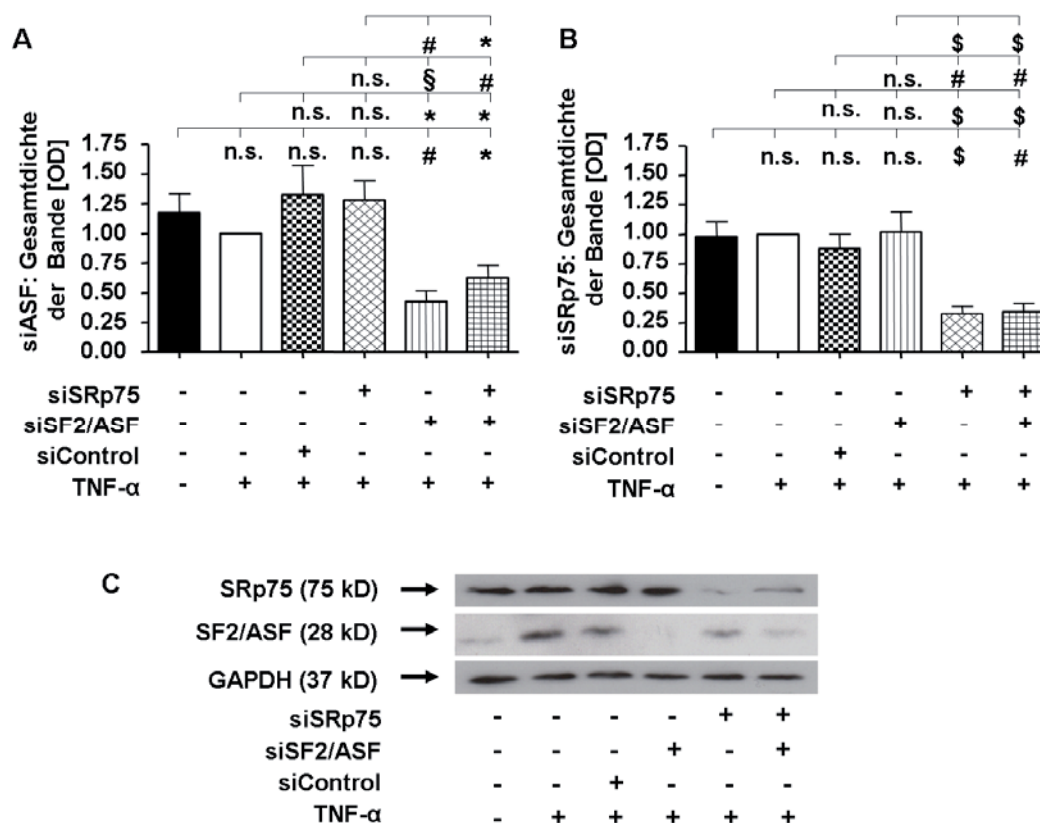 A
# *
n.s. § #
n.s. n.s. * *
n.s. n.s. n.s. # *
siASF: Gesamtdichte
der Bande [OD]
1.75
1.50
1.25
1.00
0.75
0.50
0.25
0.00
siSRp75 - - - + - +
siSF2/ASF - - - - + +
siControl - - + - - -
TNF-α - + + + + +
B
$ $
n.s. # #
n.s. n.s. $ $
n.s. n.s. n.s. $ #
siSRp75: Gesamtdichte
der Bande [OD]
1.75
1.50
1.25
1.00
0.75
0.50
0.25
0.00
siSRp75 - - - - + +
siSF2/ASF - - - + - +
siControl - - + - - -
TNF-α - + + + + +
C
SRp75 (75 kD)
SF2/ASF (28 kD)
GAPDH (37 kD)
siSRp75 - - - - + +
siSF2/ASF - - - + - +
siControl - - + - - -
TNF-α - + + + + +